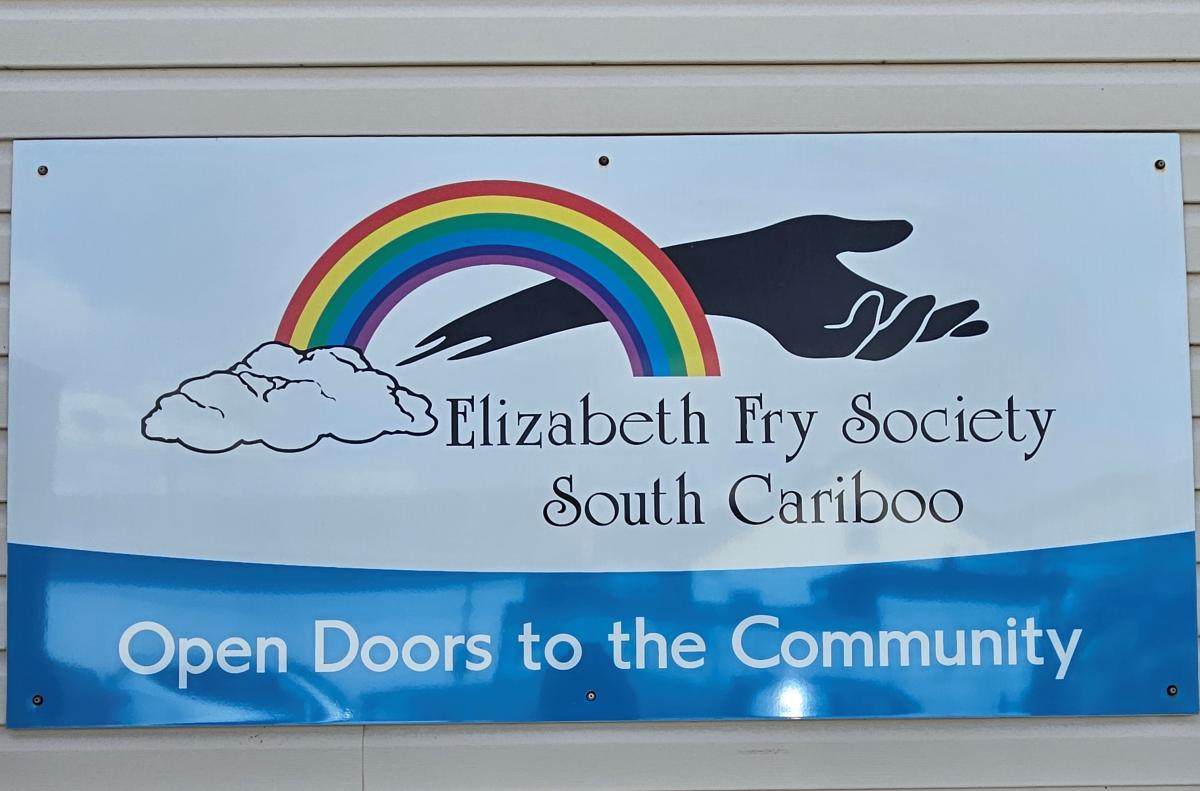 Elizabeth Fry Society
South Cariboo
Open Doors to the Community